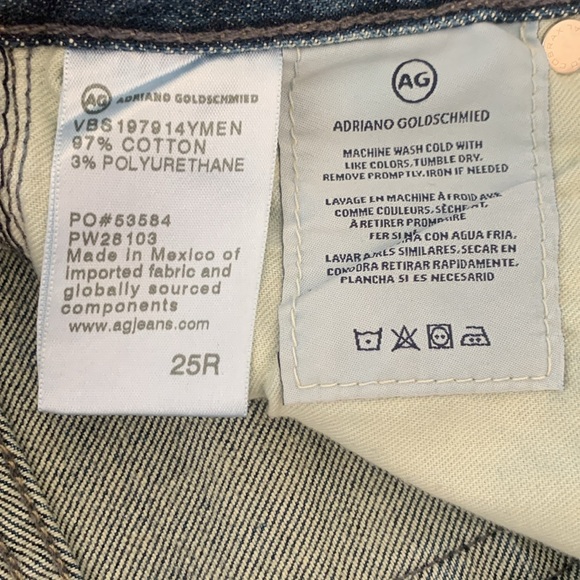 AG ADRIANO GOLDSCHMIED
VBS197914YMEN
97% COTTON
3% POLYURETHANE
PO#53584
PW28103
Made in Mexico of
imported fabric and
globally sourced
components
www.agjeans.com
25R
AG
ADRIANO GOLDSCHMIED
MACHINE WASH COLD WITH
LIKE COLORS. TUMBLE DRY.
REMOVE PROMPTLY. IRON IF NEEDED
LAVAGE EN MACHINE À FROID
COMME COULEURS,
À RETIRER
CON AGUA FRIA,
SIMILARES, SECAR EN
RETIRAR RAPIDAMENTE.
PLANCHA SI ES NECESARIO